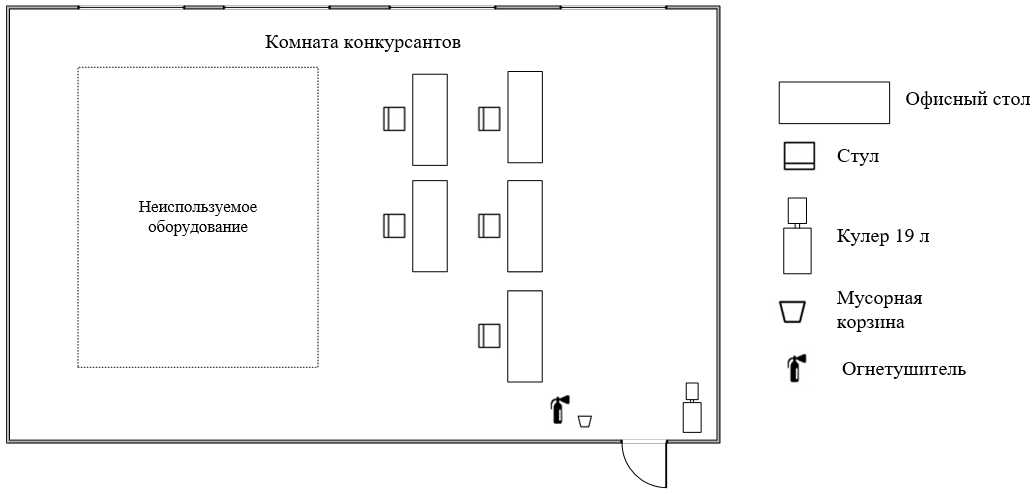 Комната конкурсантов
Неиспользуемое
оборудование
Офисный стол
Стул
Кулер 19 л
Мусорная
корзина
Огнетушитель